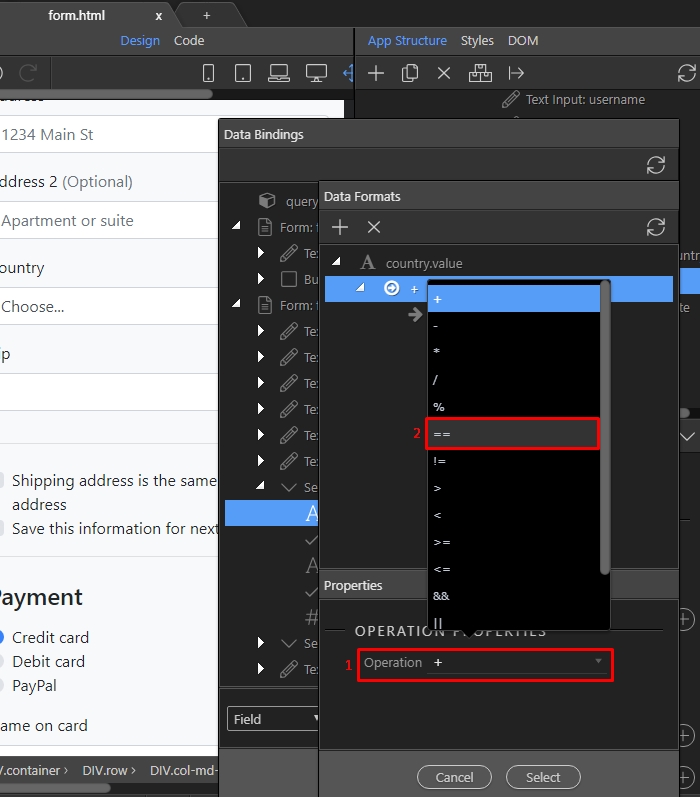 form.html x +
Design Code
App Structure Styles DOM
Text Input: username
1234 Main St
Data Bindings
ddress 2 (Optional)
Data Formats
query
Apartment or suite
Form:
Te
country.value
ountry
Bu
+
Form:
Choose...
+
Te
-
Te
*
ip
Te
/
Te
%
Te
2 ==
Te
!=
Shipping address is the same
Se
>
address
A
<
Save this information for next
>=
A
<=
Properties
ayment
&&
#
||
OPERATION PROPERTIES
Credit card
Se
Debit card
1 Operation +
Te
PayPal
Field
ame on card
V.container › DIV.row › DIV.col-md-
Cancel Select